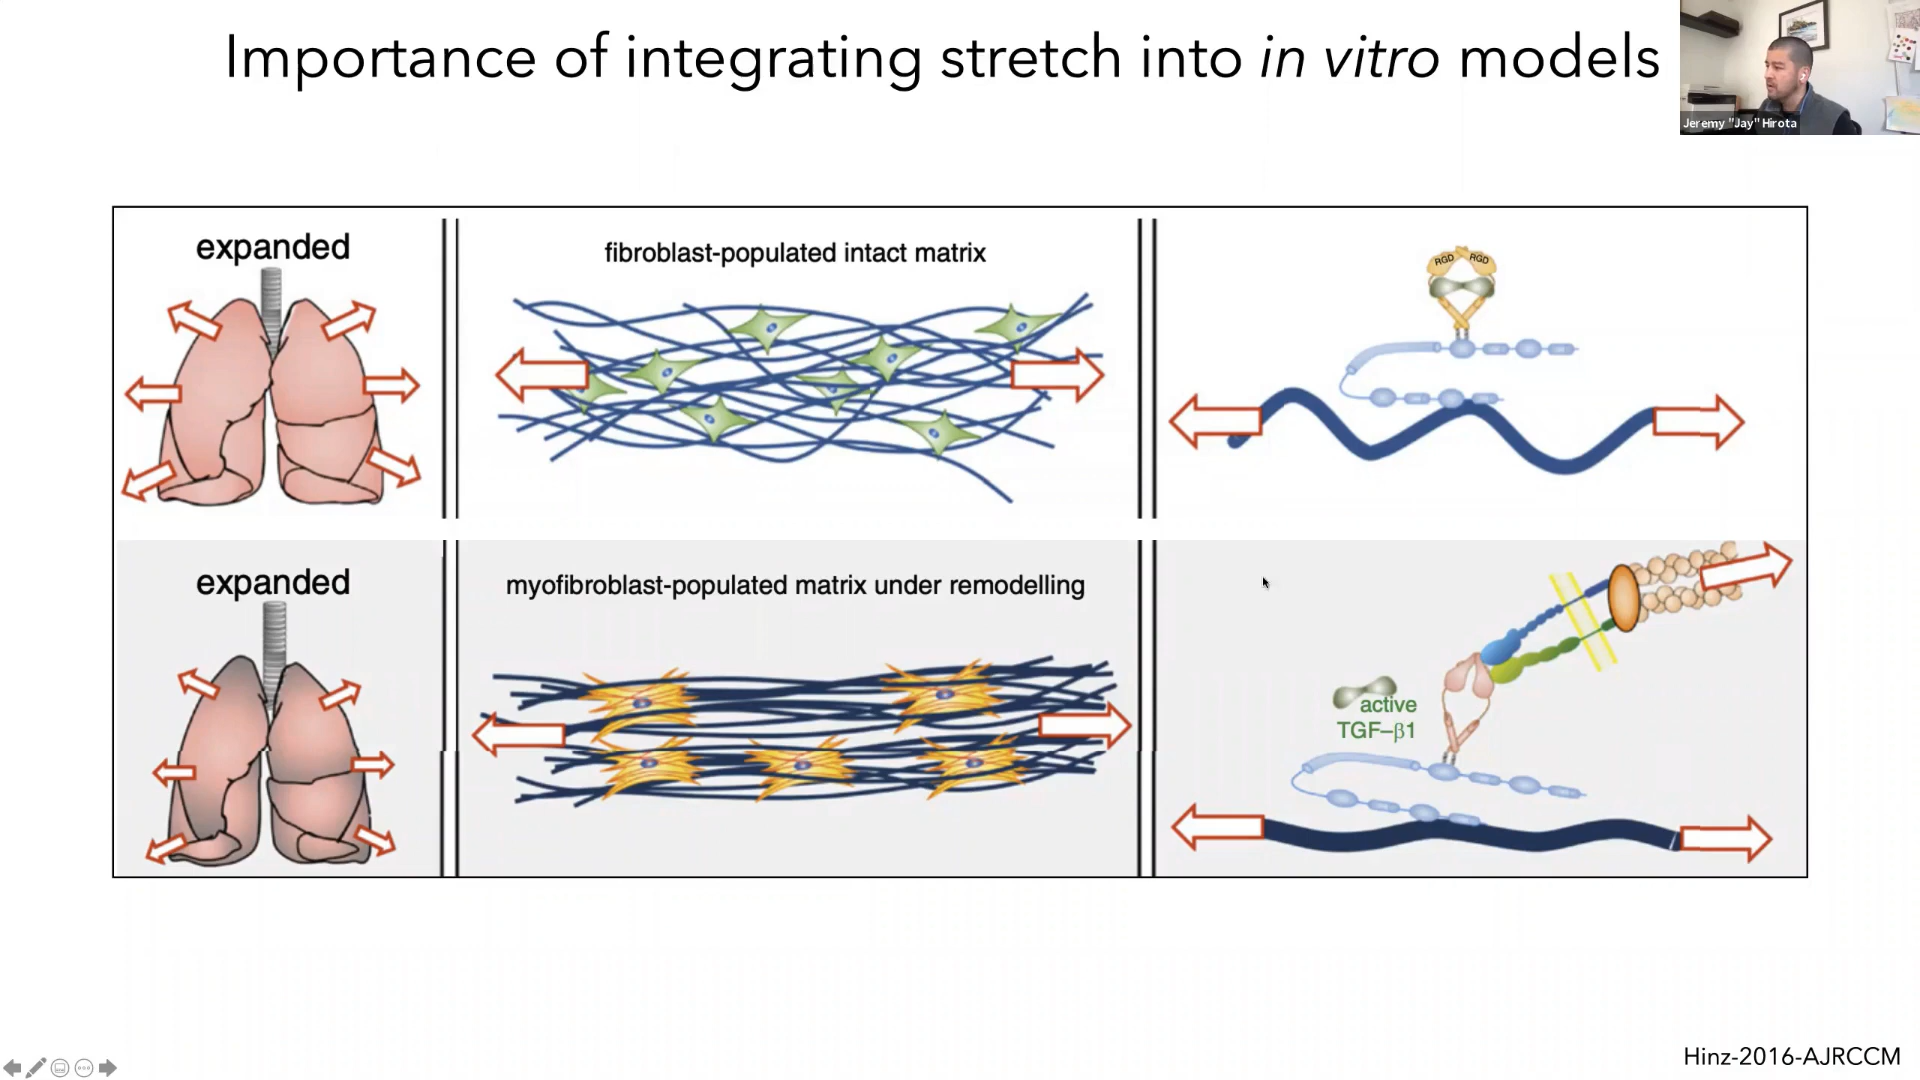 Importance of integrating stretch into in vitro models
Jeremy "Jay" Hirota
expanded
fibroblast-populated intact matrix
RGD RGD
expanded
myofibroblast-populated matrix under remodelling
active
TGF–β1
Hinz-2016-AJRCCM